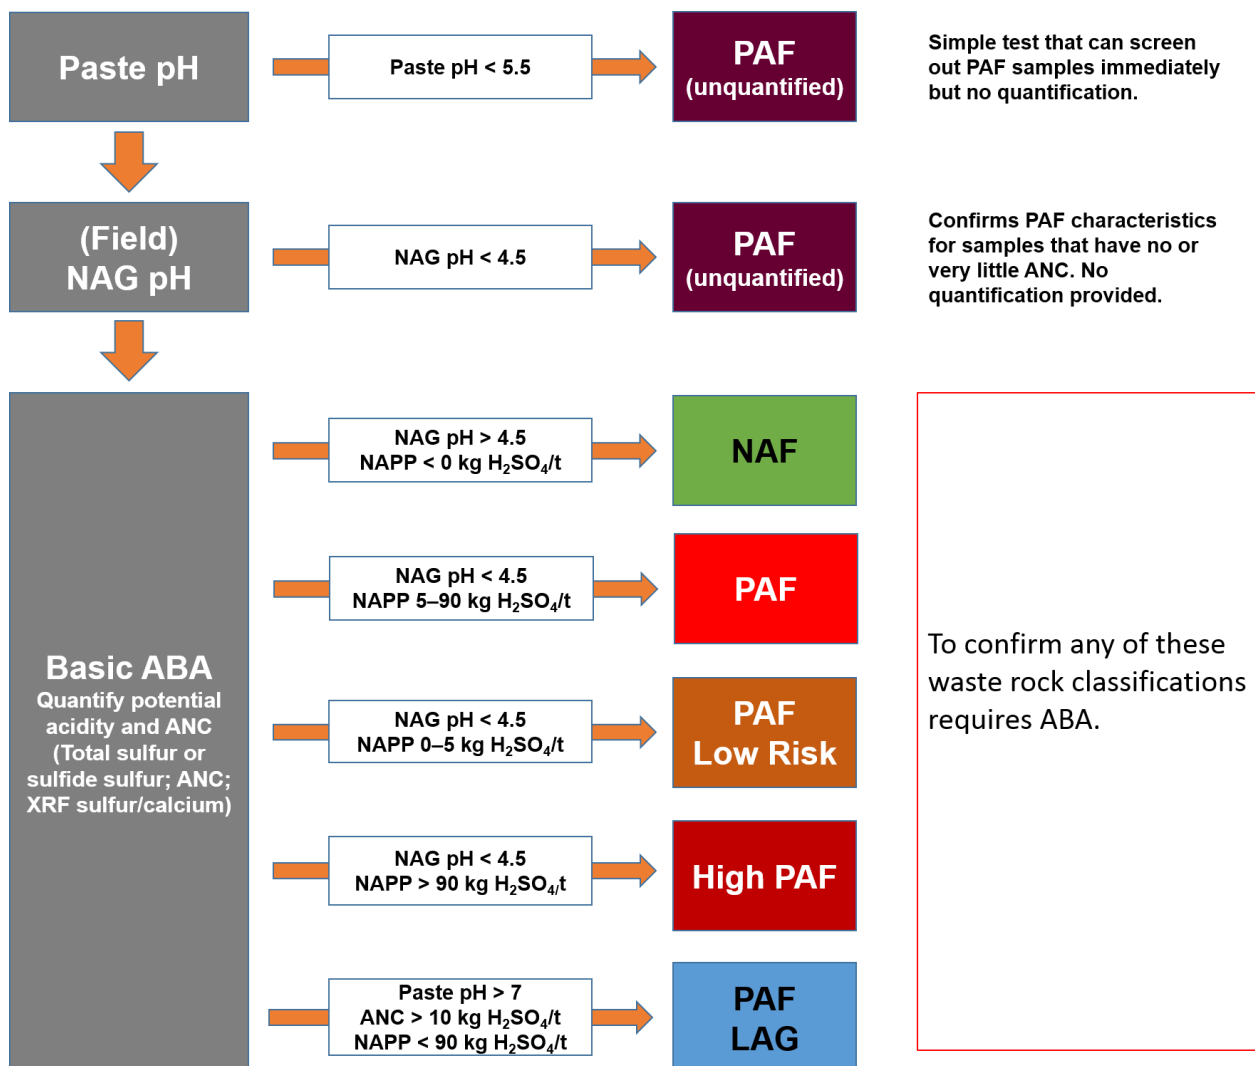 Paste pH
Paste pH < 5.5
PAF
(unquantified)
Simple test that can screen
out PAF samples immediately
but no quantification.
(Field)
NAG pH
NAG pH < 4.5
PAF
(unquantified)
Confirms PAF characteristics
for samples that have no or
very little ANC. No
quantification provided.
Basic ABA
Quantify potential
acidity and ANC
(Total sulfur or
sulfide sulfur; ANC;
XRF sulfur/calcium)
NAG pH > 4.5
NAPP < 0 kg H₂SO₄/t
NAF
NAG pH < 4.5
NAPP 5–90 kg H₂SO₄/t
PAF
NAG pH < 4.5
NAPP 0–5 kg H₂SO₄/t
PAF
Low Risk
NAG pH < 4.5
NAPP > 90 kg H₂SO₄/t
High PAF
Paste pH > 7
ANC > 10 kg H₂SO₄/t
NAPP < 90 kg H₂SO₄/t
PAF
LAG
To confirm any of these
waste rock classifications
requires ABA.